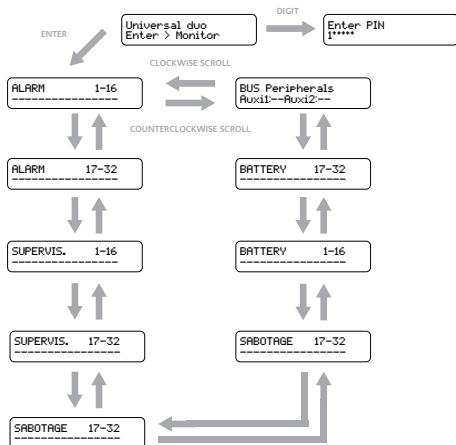 DIGIT
Universal duo
Enter > Monitor
Enter PIN
1*****
ENTER
CLOCKWISE SCROLL
ALARM 1-16
----------------
BUS Peripherals
Auxi1:--Auxi2:--
COUNTERCLOCKWISE SCROLL
ALARM 17-32
----------------
BATTERY 17-32
----------------
SUPERVIS. 1-16
----------------
BATTERY 1-16
----------------
SUPERVIS. 17-32
----------------
SABOTAGE 17-32
----------------
SABOTAGE 17-32
----------------